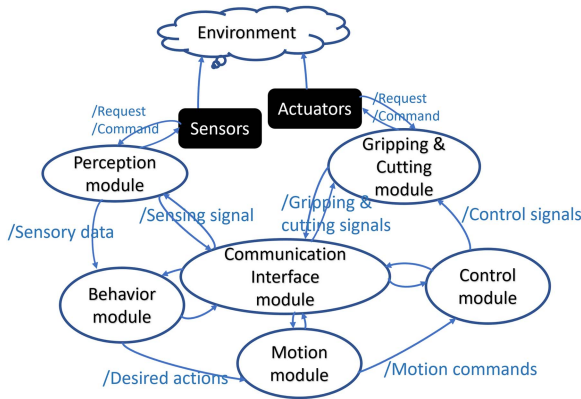 Environment
Actuators
/Request
/Command
Sensors
/Request
/Command
Gripping &
Cutting
module
Perception
module
/Gripping &
cutting signals
/Sensing signal
/Control signals
/Sensory data
Communication
Interface
module
Behavior
module
Control
module
Motion
module
/Desired actions
/Motion commands